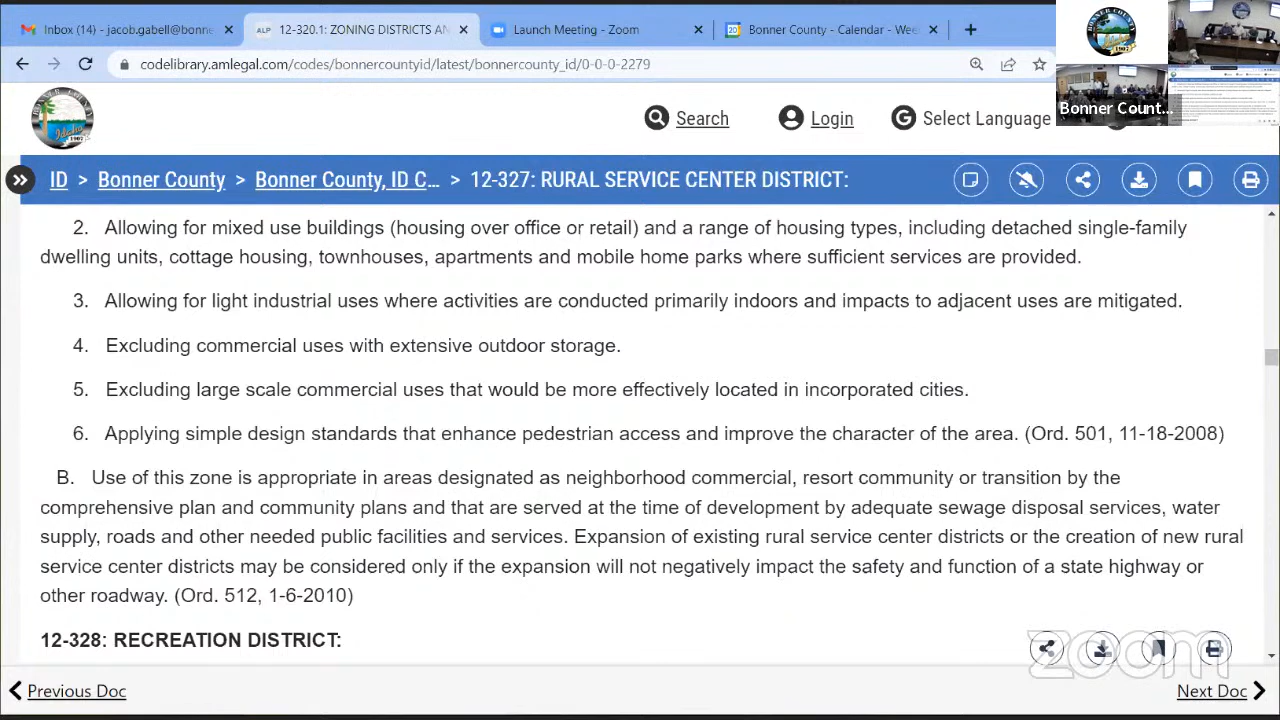 Inbox (14) - jacob.gabell@bonne
ALP 12-320.1: ZONING DISTRICTS AN
Launch Meeting - Zoom
20 Bonner County - Calendar - Wee
codelibrary.amlegal.com/codes/bonnercountyid/latest/bonnercounty_id/0-0-0-2279
BONNER COUNTY
Idaho
1907
Bonner Count...
BONNER COUNTY
Idaho
1907
Search
Login
G Select Language
ID > Bonner County > Bonner County, ID C... > 12-327: RURAL SERVICE CENTER DISTRICT:
2. Allowing for mixed use buildings (housing over office or retail) and a range of housing types, including detached single-family
dwelling units, cottage housing, townhouses, apartments and mobile home parks where sufficient services are provided.
3. Allowing for light industrial uses where activities are conducted primarily indoors and impacts to adjacent uses are mitigated.
4. Excluding commercial uses with extensive outdoor storage.
5. Excluding large scale commercial uses that would be more effectively located in incorporated cities.
6. Applying simple design standards that enhance pedestrian access and improve the character of the area. (Ord. 501, 11-18-2008)
B. Use of this zone is appropriate in areas designated as neighborhood commercial, resort community or transition by the
comprehensive plan and community plans and that are served at the time of development by adequate sewage disposal services, water
supply, roads and other needed public facilities and services. Expansion of existing rural service center districts or the creation of new rural
service center districts may be considered only if the expansion will not negatively impact the safety and function of a state highway or
other roadway. (Ord. 512, 1-6-2010)
12-328: RECREATION DISTRICT:
zoom
Previous Doc
Next Doc